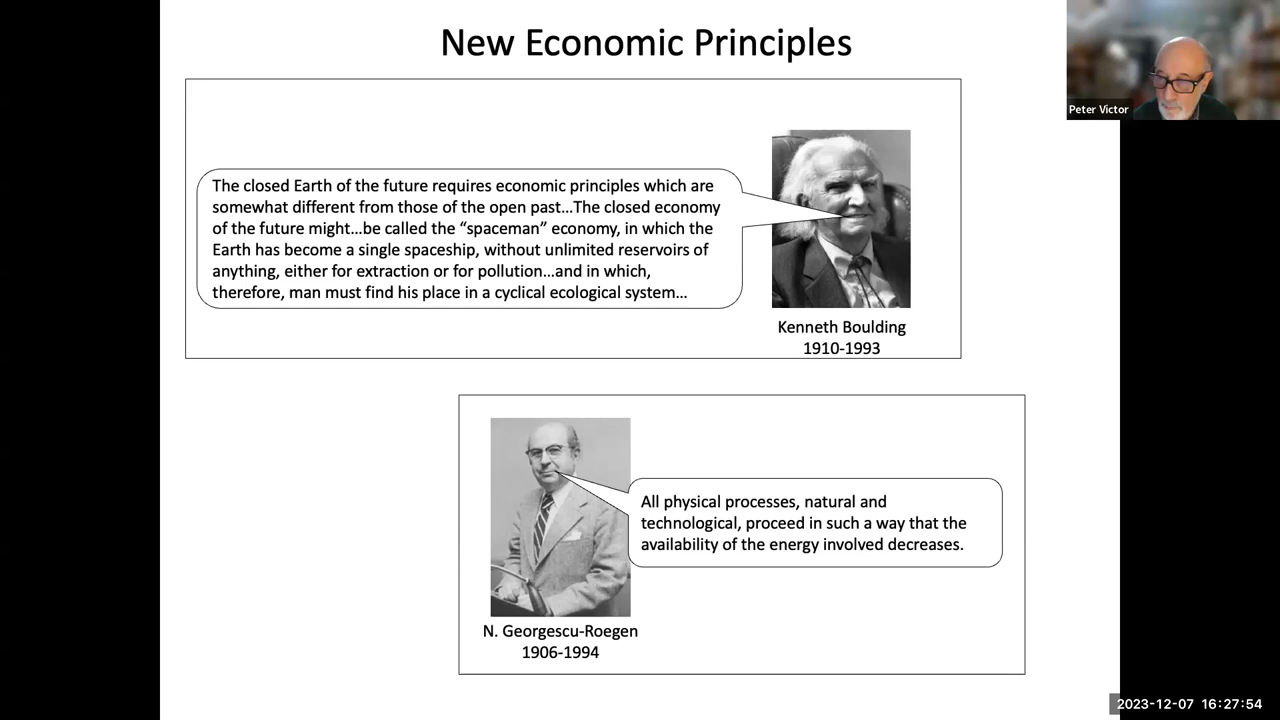 New Economic Principles
Peter Victor
The closed Earth of the future requires economic principles which are
somewhat different from those of the open past…The closed economy
of the future might…be called the “spaceman” economy, in which the
Earth has become a single spaceship, without unlimited reservoirs of
anything, either for extraction or for pollution…and in which,
therefore, man must find his place in a cyclical ecological system…
Kenneth Boulding
1910-1993
All physical processes, natural and
technological, proceed in such a way that the
availability of the energy involved decreases.
N. Georgescu-Roegen
1906-1994
2023-12-07 16:27:54